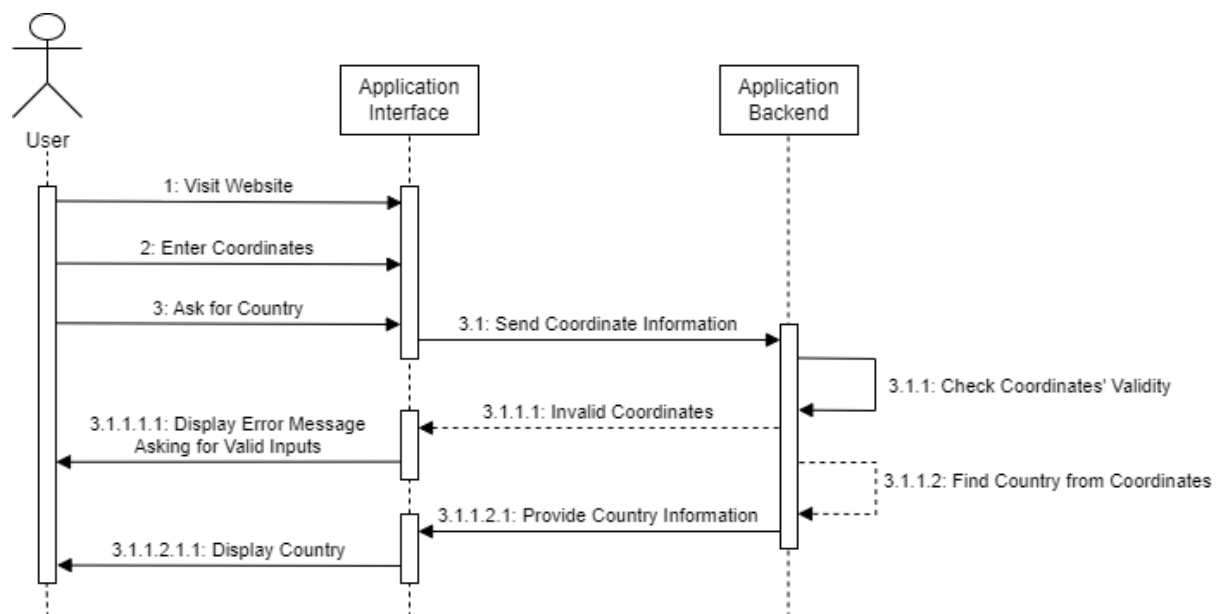 User
Application
Interface
Application
Backend
1: Visit Website
2: Enter Coordinates
3: Ask for Country
3.1: Send Coordinate Information
3.1.1: Check Coordinates' Validity
3.1.1.1: Invalid Coordinates
3.1.1.1.1: Display Error Message
Asking for Valid Inputs
3.1.1.2: Find Country from Coordinates
3.1.1.2.1: Provide Country Information
3.1.1.2.1.1: Display Country